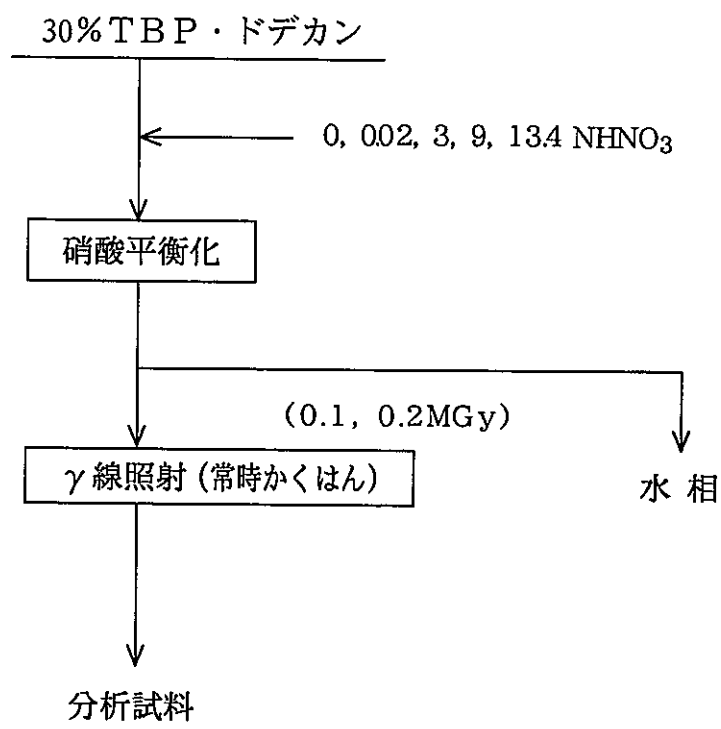 30%TBP・ドデカン
0, 0.02, 3, 9, 13.4 NHNO3
硝酸平衡化
(0.1, 0.2MGy)
γ線照射(常時かくはん)
水 相
分析試料